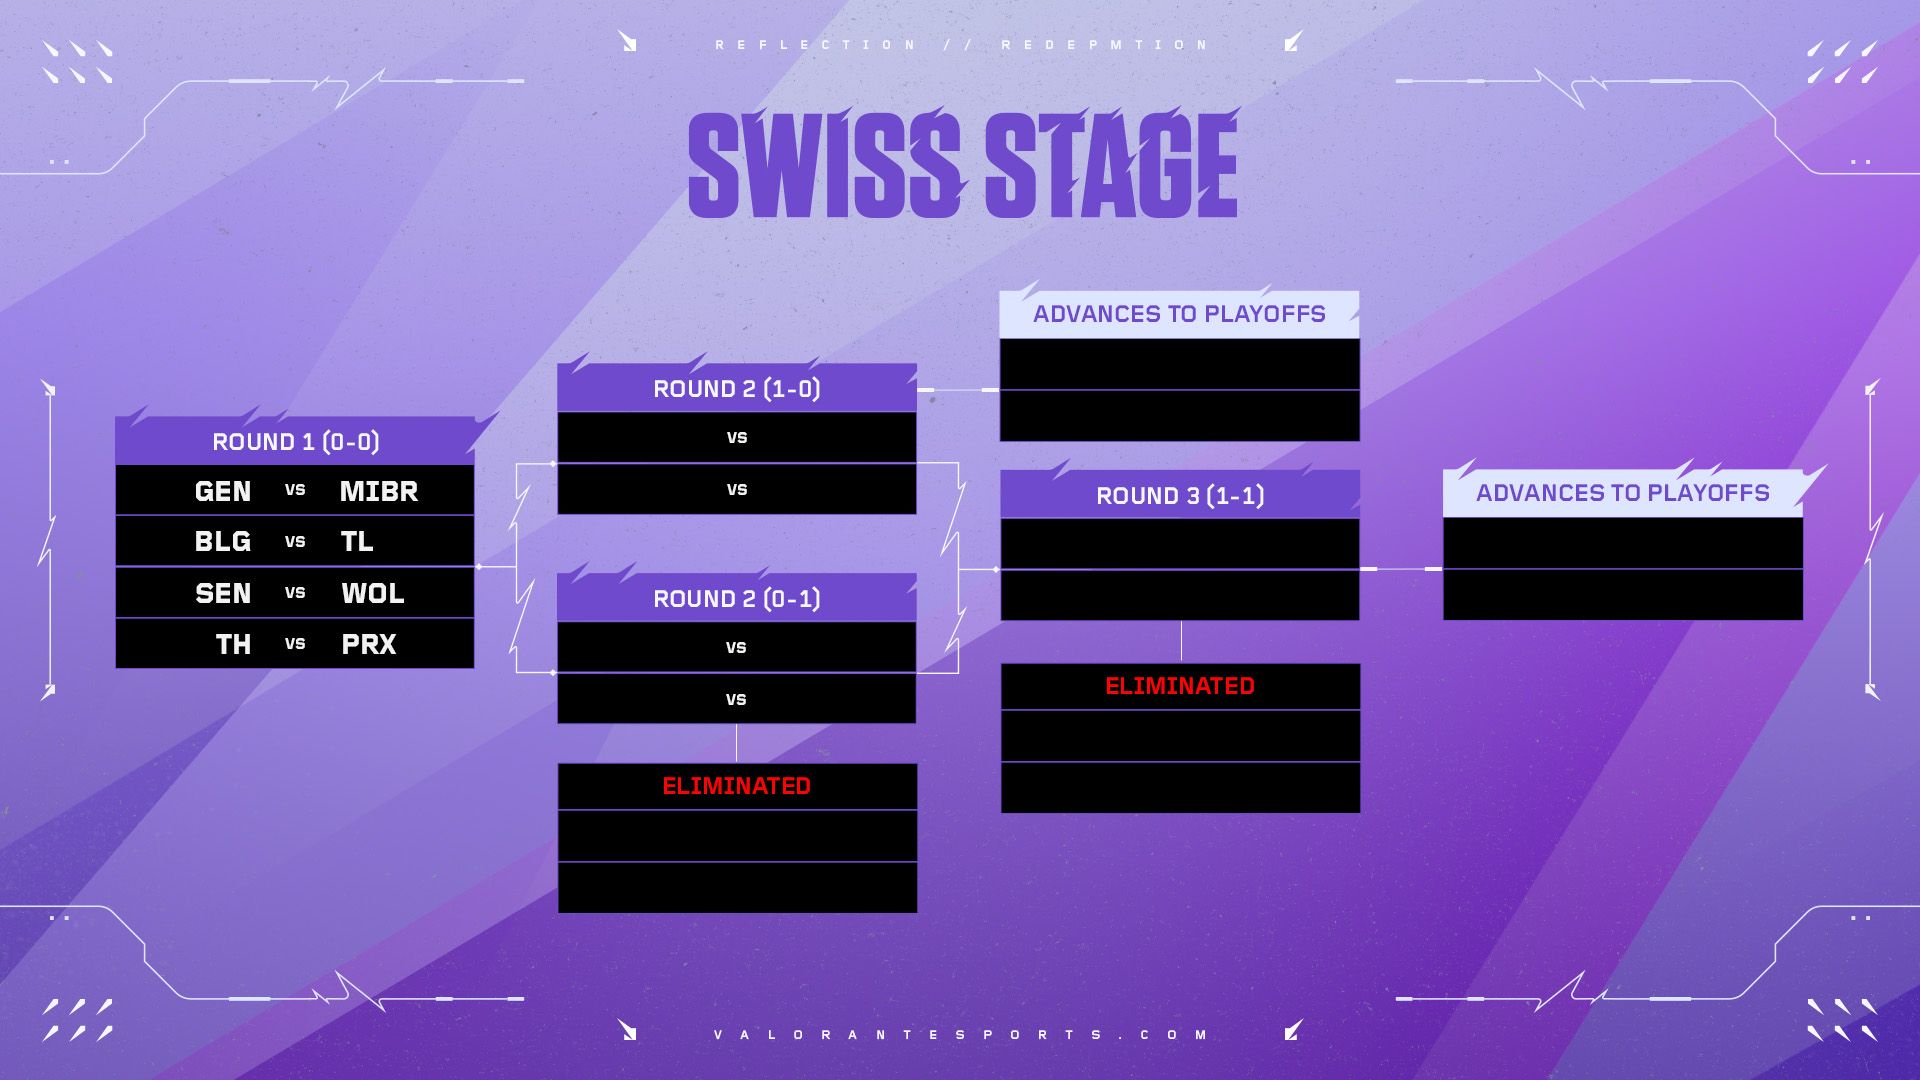 REFLECTION // REDEPMTION
SWISS STAGE
ROUND 1 (0-0)
GEN VS MIBR
BLG VS TL
SEN VS WOL
TH VS PRX
ROUND 2 (1-0)
VS
VS
ROUND 2 (0-1)
VS
VS
ELIMINATED
ADVANCES TO PLAYOFFS
ROUND 3 (1-1)
ELIMINATED
ADVANCES TO PLAYOFFS
VALORANTESPORTS.COM